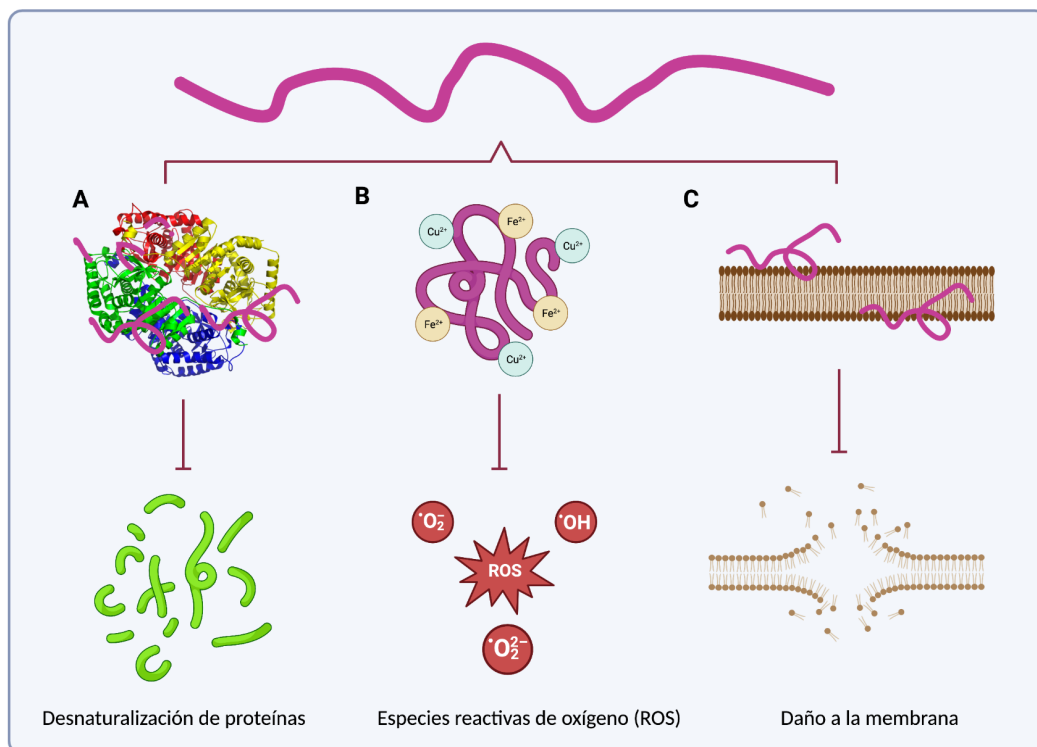 A
B
C
Cu²⁺
Fe²⁺
Cu²⁺
Fe²⁺
Fe²⁺
Cu²⁺
•O₂⁻
•OH
ROS
•O₂²⁻
Desnaturalización de proteínas
Especies reactivas de oxígeno (ROS)
Daño a la membrana